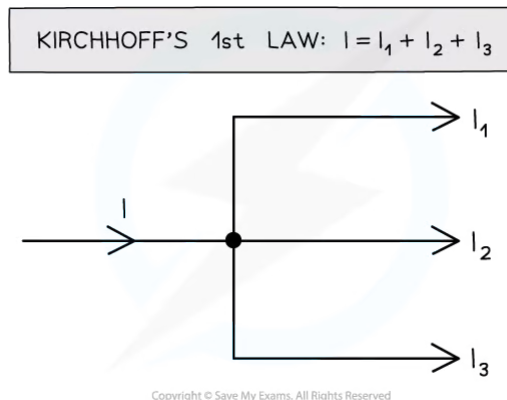 KIRCHHOFF'S 1st LAW: I = I₁ + I₂ + I₃
I₁
I
I₂
I₃
Copyright © Save My Exams. All Rights Reserved